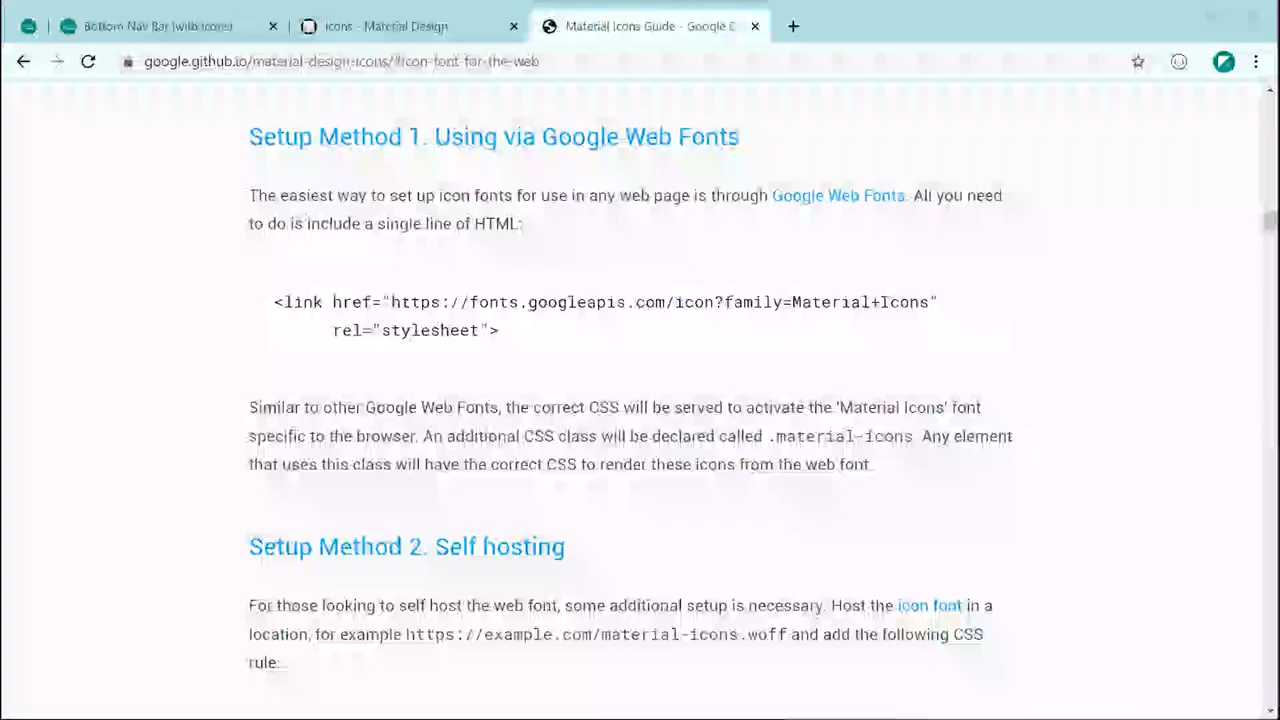 Bottom Nav Bar (with icons)
Icons - Material Design
Material Icons Guide - Google D
google.github.io/material-design-icons/#icon-font-for-the-web
Setup Method 1. Using via Google Web Fonts
The easiest way to set up icon fonts for use in any web page is through Google Web Fonts. All you need
to do is include a single line of HTML:
<link href="https://fonts.googleapis.com/icon?family=Material+Icons"
rel="stylesheet">
Similar to other Google Web Fonts, the correct CSS will be served to activate the 'Material Icons' font
specific to the browser. An additional CSS class will be declared called .material-icons Any element
that uses this class will have the correct CSS to render these icons from the web font.
Setup Method 2. Self hosting
For those looking to self host the web font, some additional setup is necessary. Host the icon font in a
location, for example https://example.com/material-icons.woff and add the following CSS
rule: